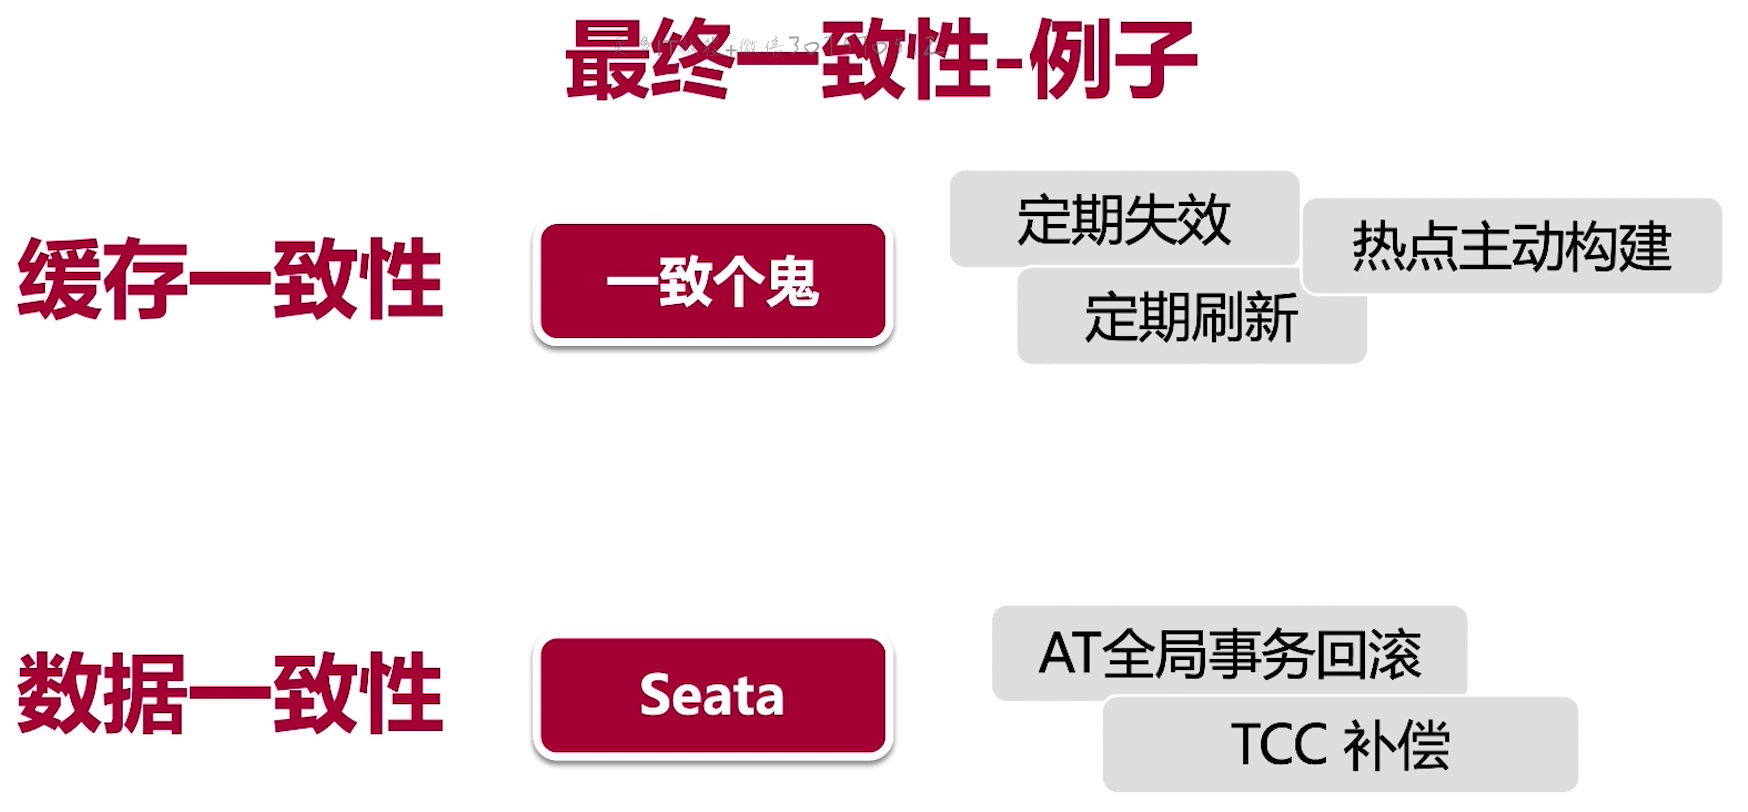 最终一致性-例子
缓存一致性
一致个鬼
定期失效
热点主动构建
定期刷新
数据一致性
Seata
AT全局事务回滚
TCC 补偿